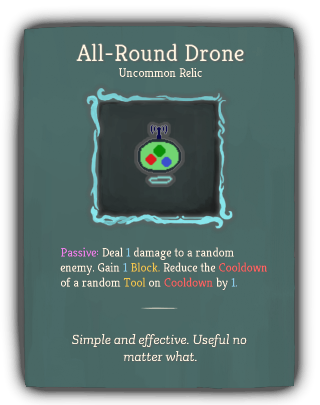 All-Round Drone
Uncommon Relic
Passive: Deal 1 damage to a random
enemy. Gain 1 Block. Reduce the Cooldown
of a random Tool on Cooldown by 1.
Simple and effective. Useful no
matter what.